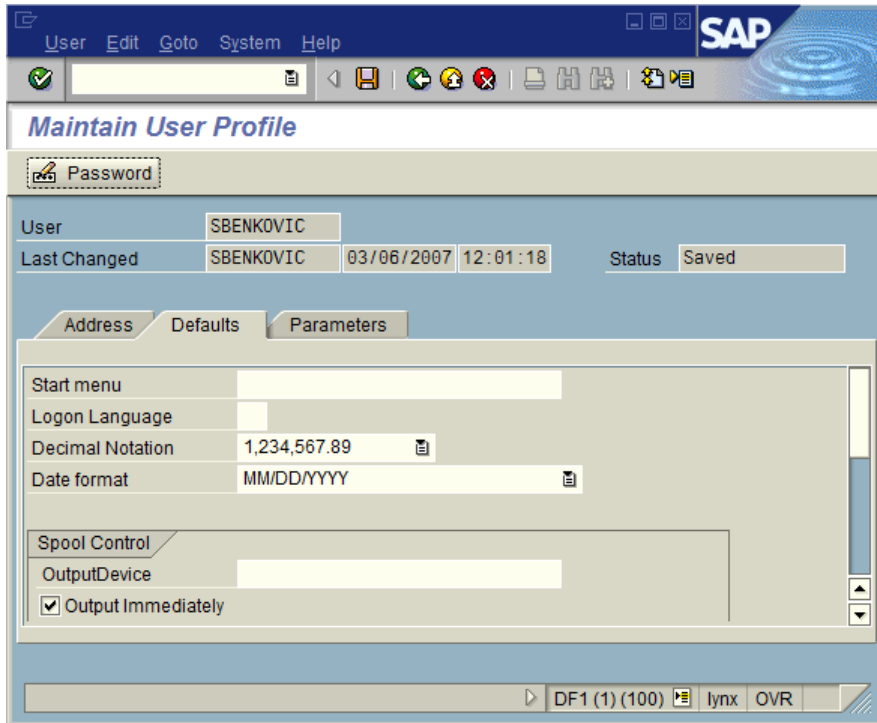 User Edit Goto System Help
SAP
Maintain User Profile
Password
User SBENKOVIC
Last Changed SBENKOVIC 03/06/2007 12:01:18 Status Saved
Address Defaults Parameters
Start menu
Logon Language
Decimal Notation 1,234,567.89
Date format MM/DD/YYYY
Spool Control
OutputDevice
Output Immediately
DF1 (1) (100) lynx OVR